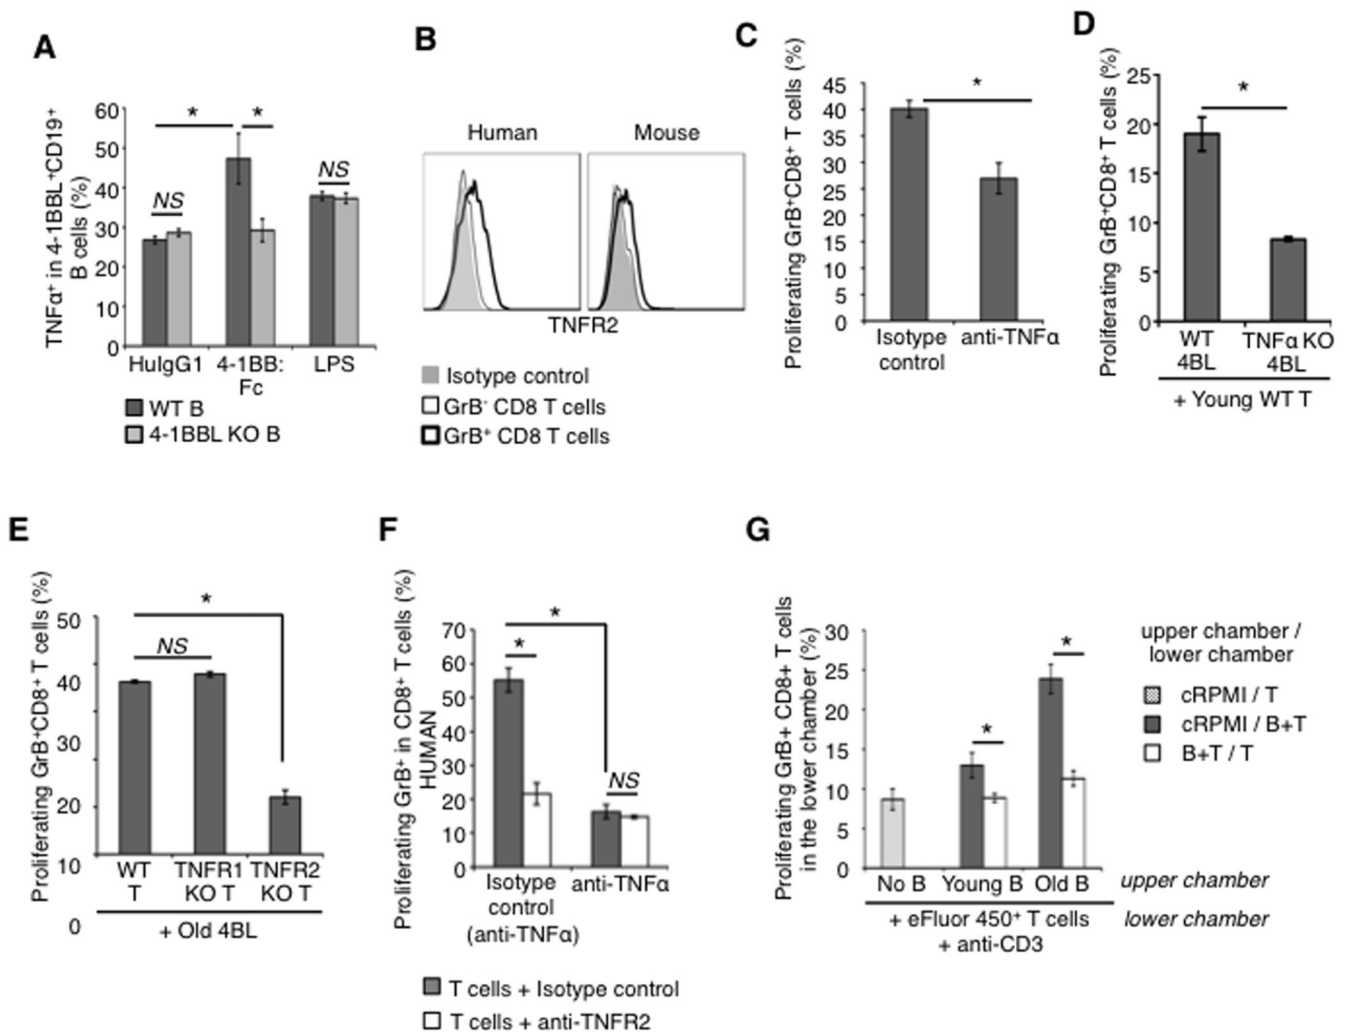 A
TNFα⁺ in 4-1BBL⁺CD19⁺
B cells (%)
60
50
40
30
20
10
0
*
*
NS
NS
HuIgG1
4-1BB:
Fc
LPS
WT B
4-1BBL KO B
B
Human
Mouse
TNFR2
Isotype control
GrB⁻ CD8 T cells
GrB⁺ CD8 T cells
C
Proliferating GrB⁺CD8⁺ T cells (%)
45
40
35
30
25
20
15
10
5
0
*
Isotype
control
anti-TNFα
D
Proliferating GrB⁺CD8⁺ T cells (%)
25
20
15
10
5
0
*
WT
4BL
TNFα KO
4BL
+ Young WT T
E
Proliferating GrB⁺CD8⁺ T cells (%)
50
40
30
20
10
0
*
NS
WT
T
TNFR1
KO T
TNFR2
KO T
+ Old 4BL
F
Proliferating GrB⁺ in CD8⁺ T cells (%)
HUMAN
70
60
50
40
30
20
10
0
*
*
NS
Isotype
control
(anti-TNFα)
anti-TNFα
T cells + Isotype control
T cells + anti-TNFR2
G
Proliferating GrB+ CD8+ T cells
in the lower chamber (%)
30
25
20
15
10
5
0
*
*
No B
Young B
Old B
upper chamber
+ eFluor 450⁺ T cells
+ anti-CD3
lower chamber
upper chamber /
lower chamber
cRPMI / T
cRPMI / B+T
B+T / T